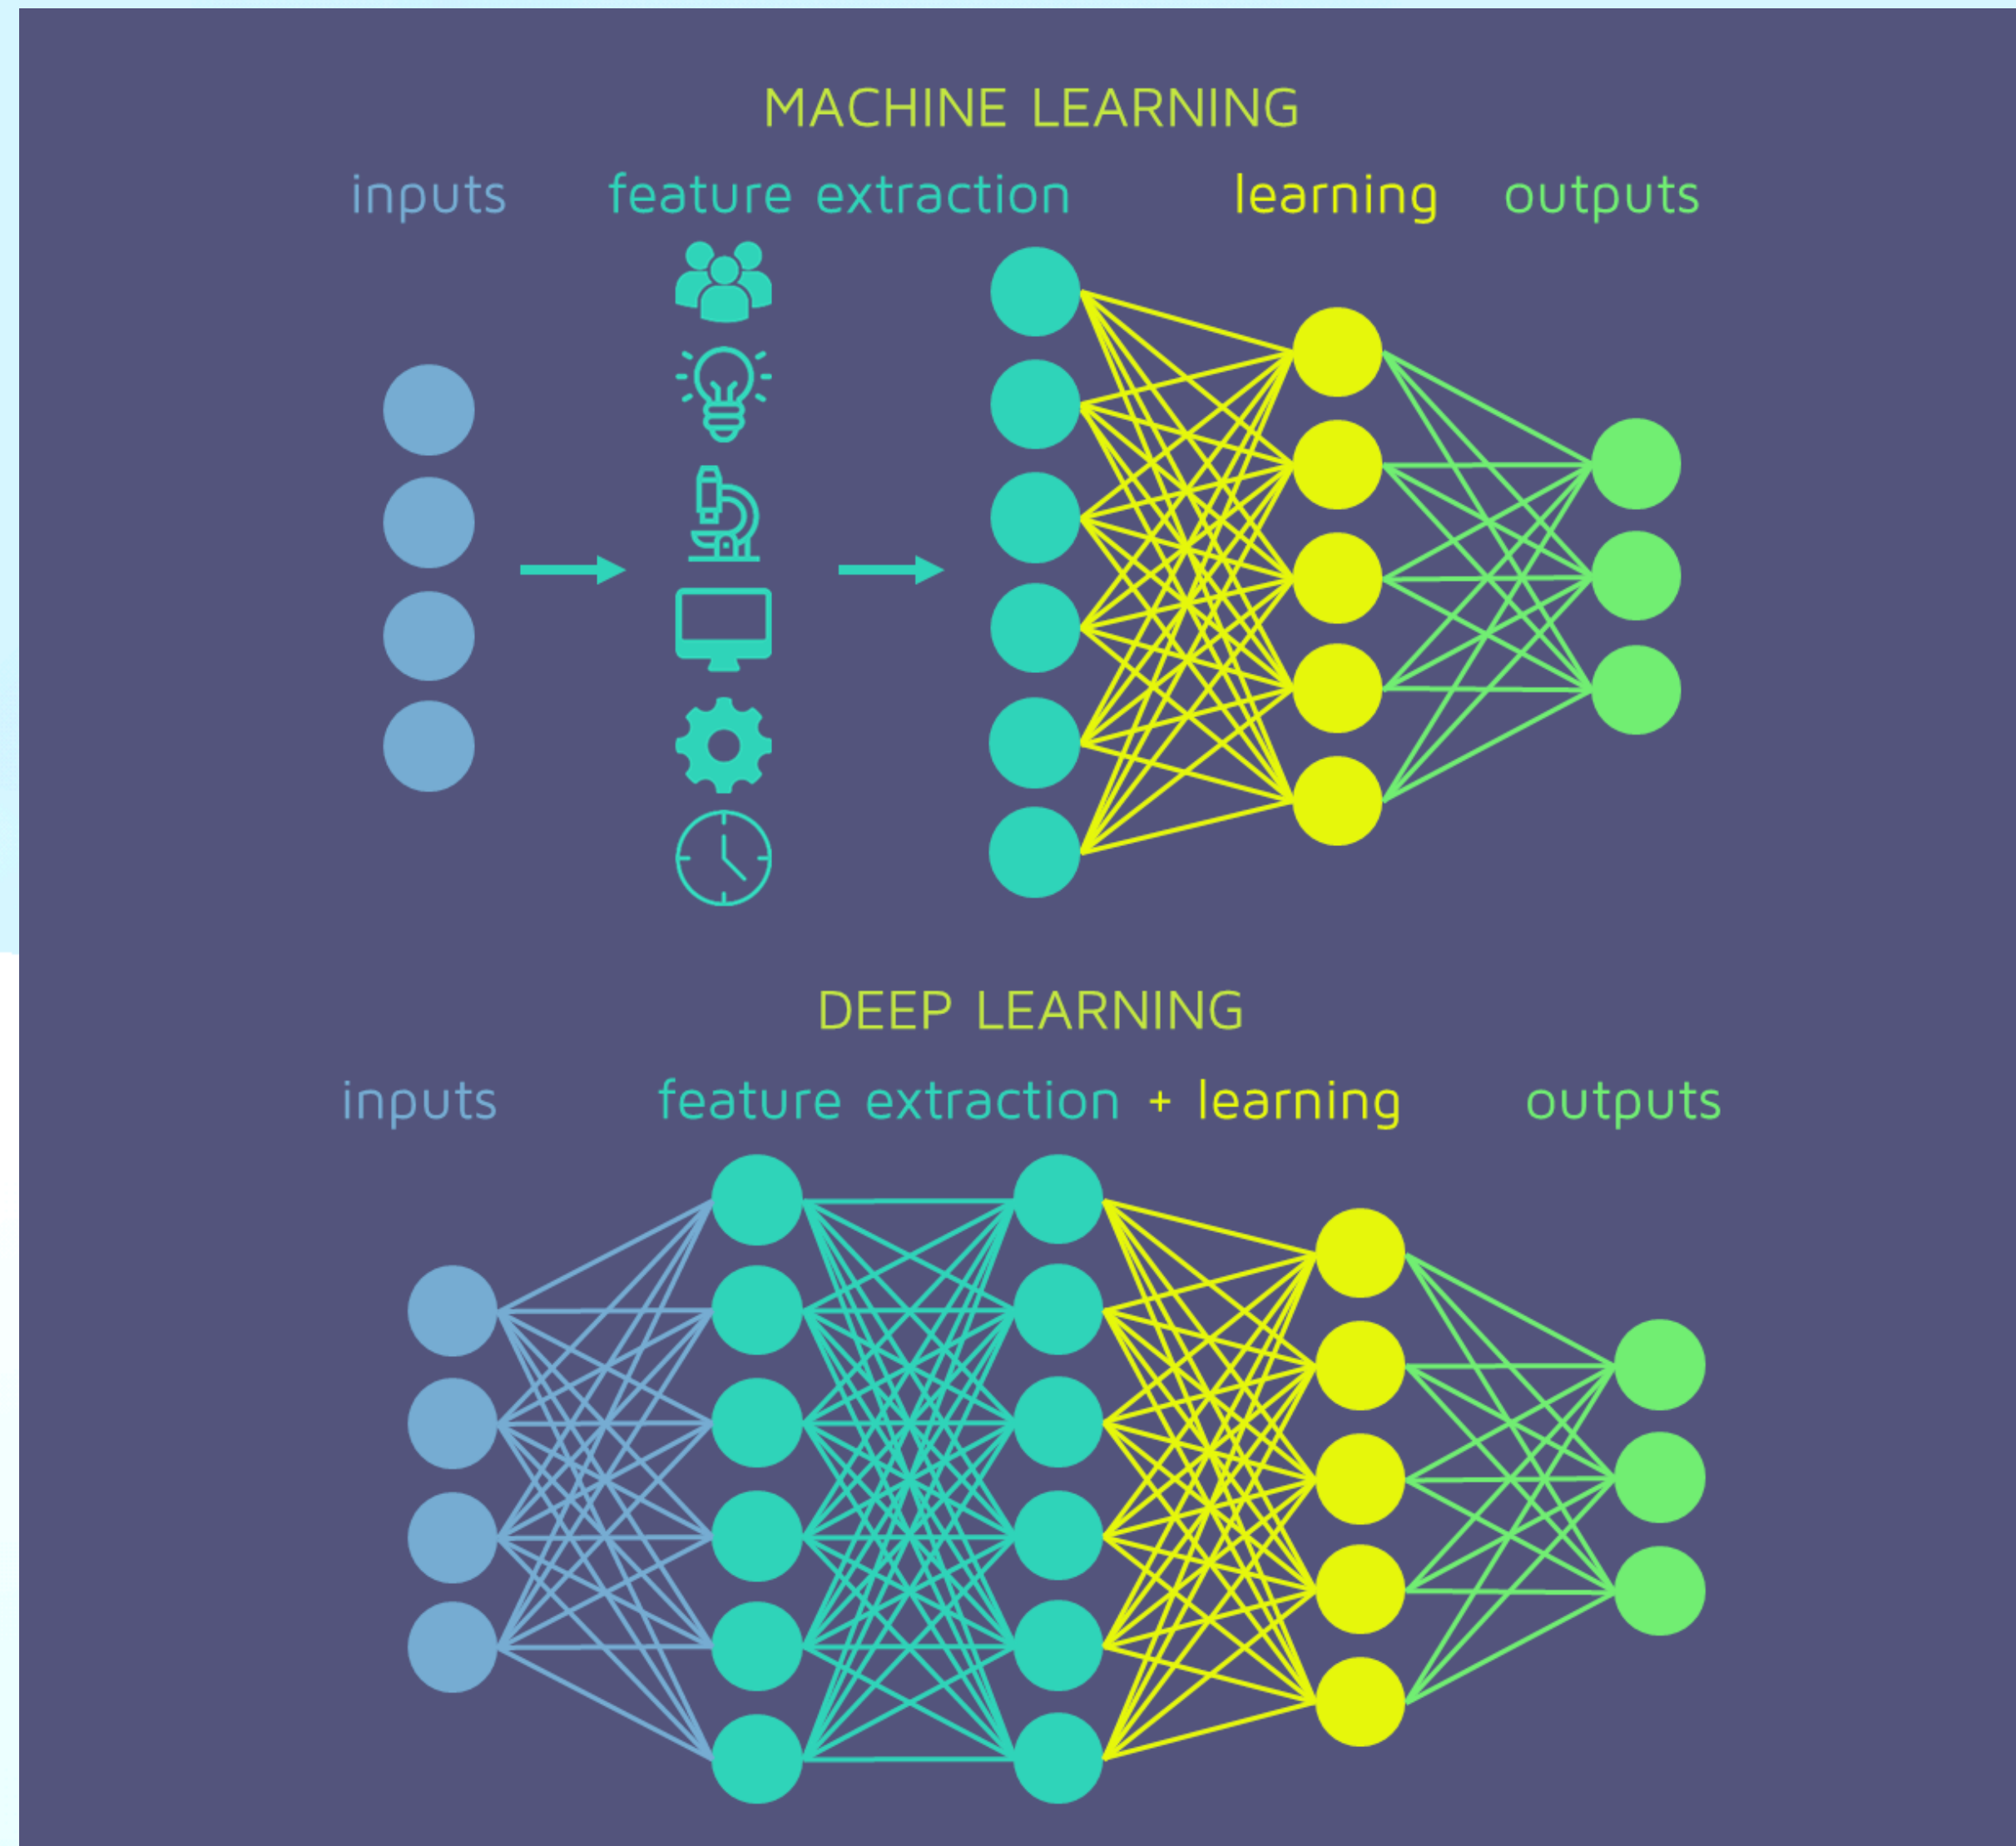 MACHINE LEARNING
inputs feature extraction learning outputs
DEEP LEARNING
inputs feature extraction + learning outputs